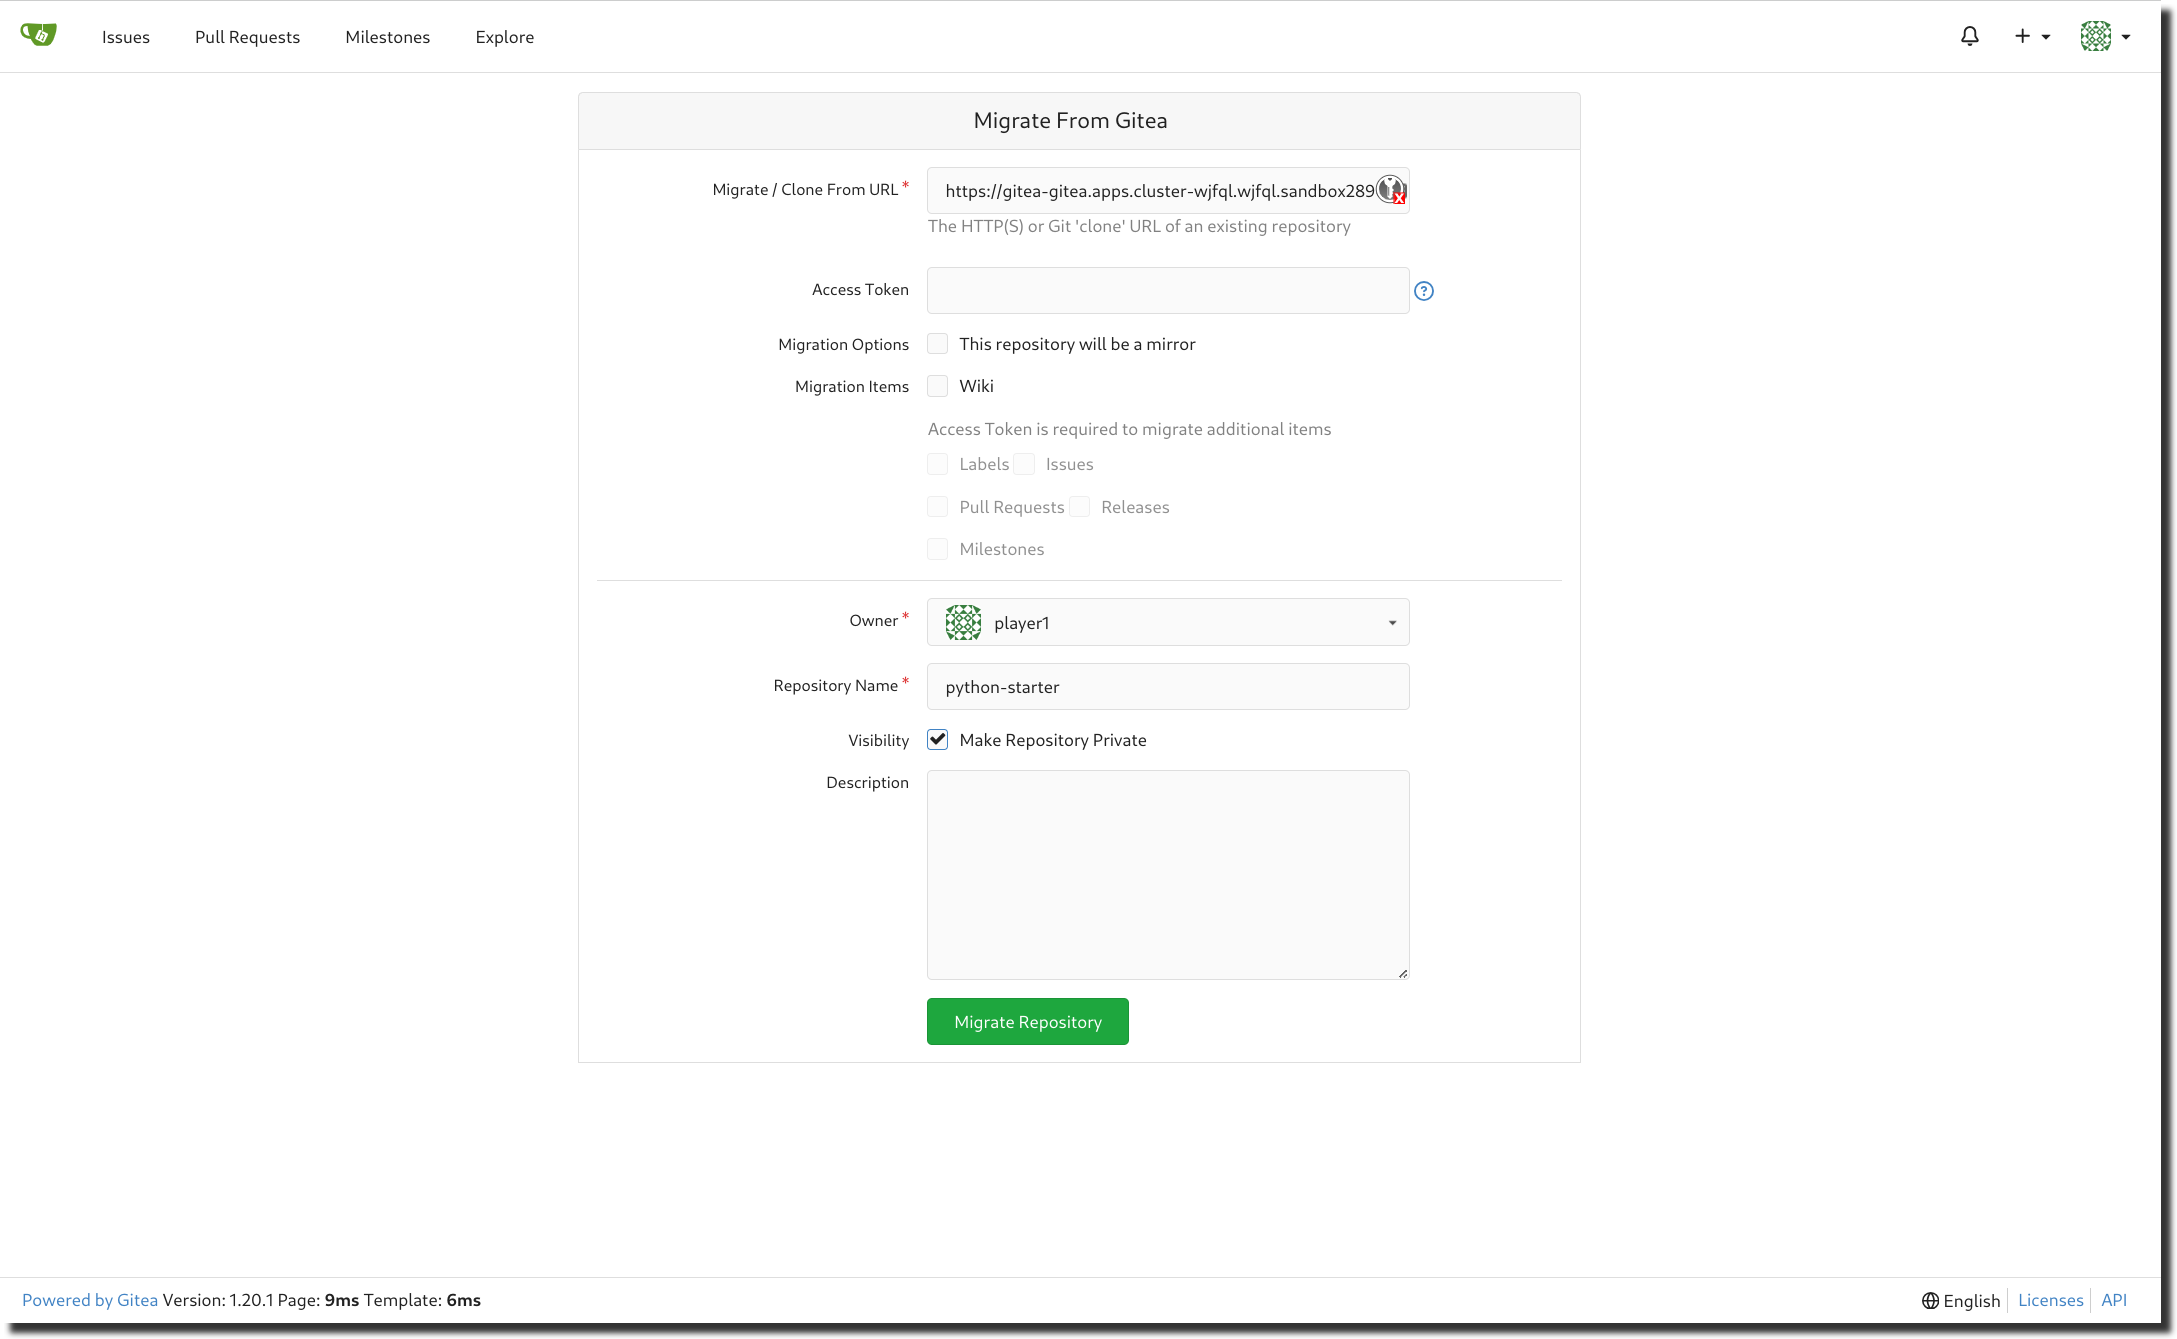 Issues Pull Requests Milestones Explore
Migrate From Gitea
Migrate / Clone From URL * https://gitea-gitea.apps.cluster-wjfql.wjfql.sandbox289
The HTTP(S) or Git 'clone' URL of an existing repository
Access Token
Migration Options This repository will be a mirror
Migration Items Wiki
Access Token is required to migrate additional items
Labels Issues
Pull Requests Releases
Milestones
Owner * player1
Repository Name * python-starter
Visibility Make Repository Private
Description
Migrate Repository
Powered by Gitea Version: 1.20.1 Page: 9ms Template: 6ms English Licenses API